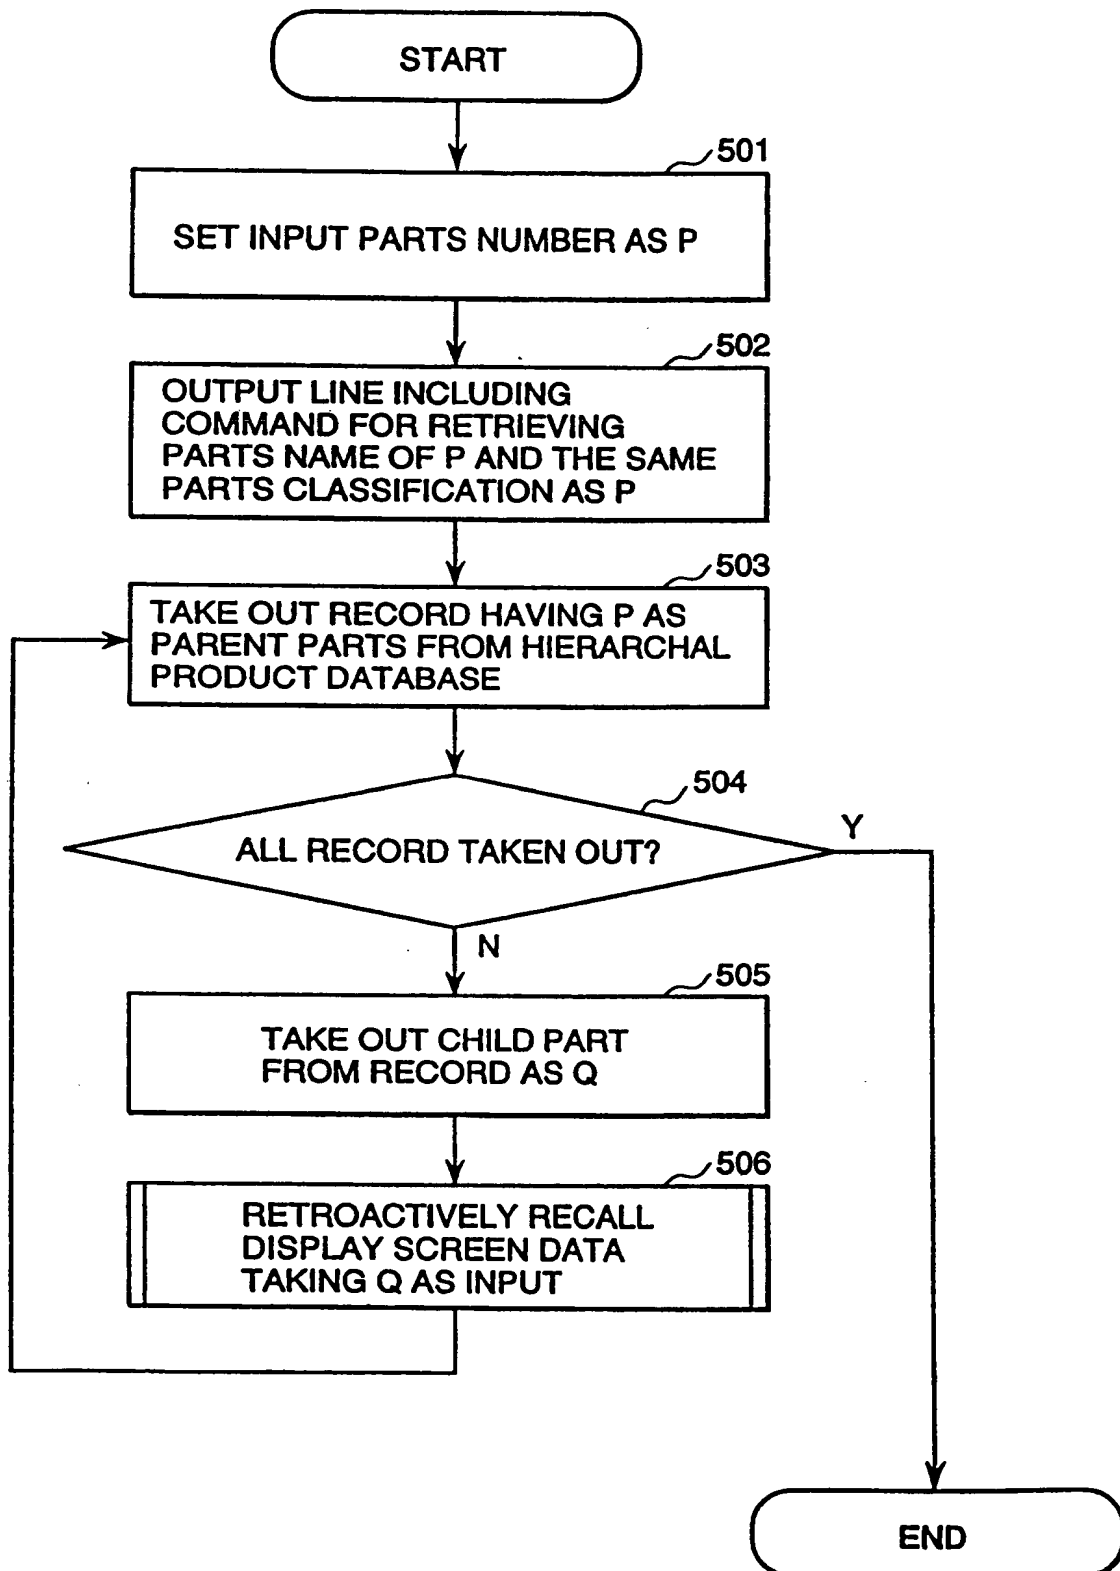 START
501
SET INPUT PARTS NUMBER AS P
502
OUTPUT LINE INCLUDING
COMMAND FOR RETRIEVING
PARTS NAME OF P AND THE SAME
PARTS CLASSIFICATION AS P
503
TAKE OUT RECORD HAVING P AS
PARENT PARTS FROM HIERARCHAL
PRODUCT DATABASE
504
ALL RECORD TAKEN OUT?
Y
N
505
TAKE OUT CHILD PART
FROM RECORD AS Q
506
RETROACTIVELY RECALL
DISPLAY SCREEN DATA
TAKING Q AS INPUT
END